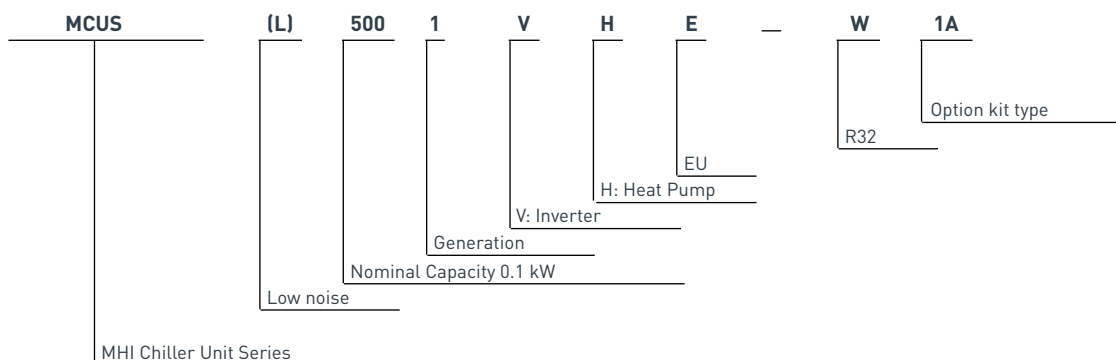 MCUS (L) 500 1 V H E – W 1A
Option kit type
R32
EU
H: Heat Pump
V: Inverter
Generation
Nominal Capacity 0.1 kW
Low noise
MHI Chiller Unit Series